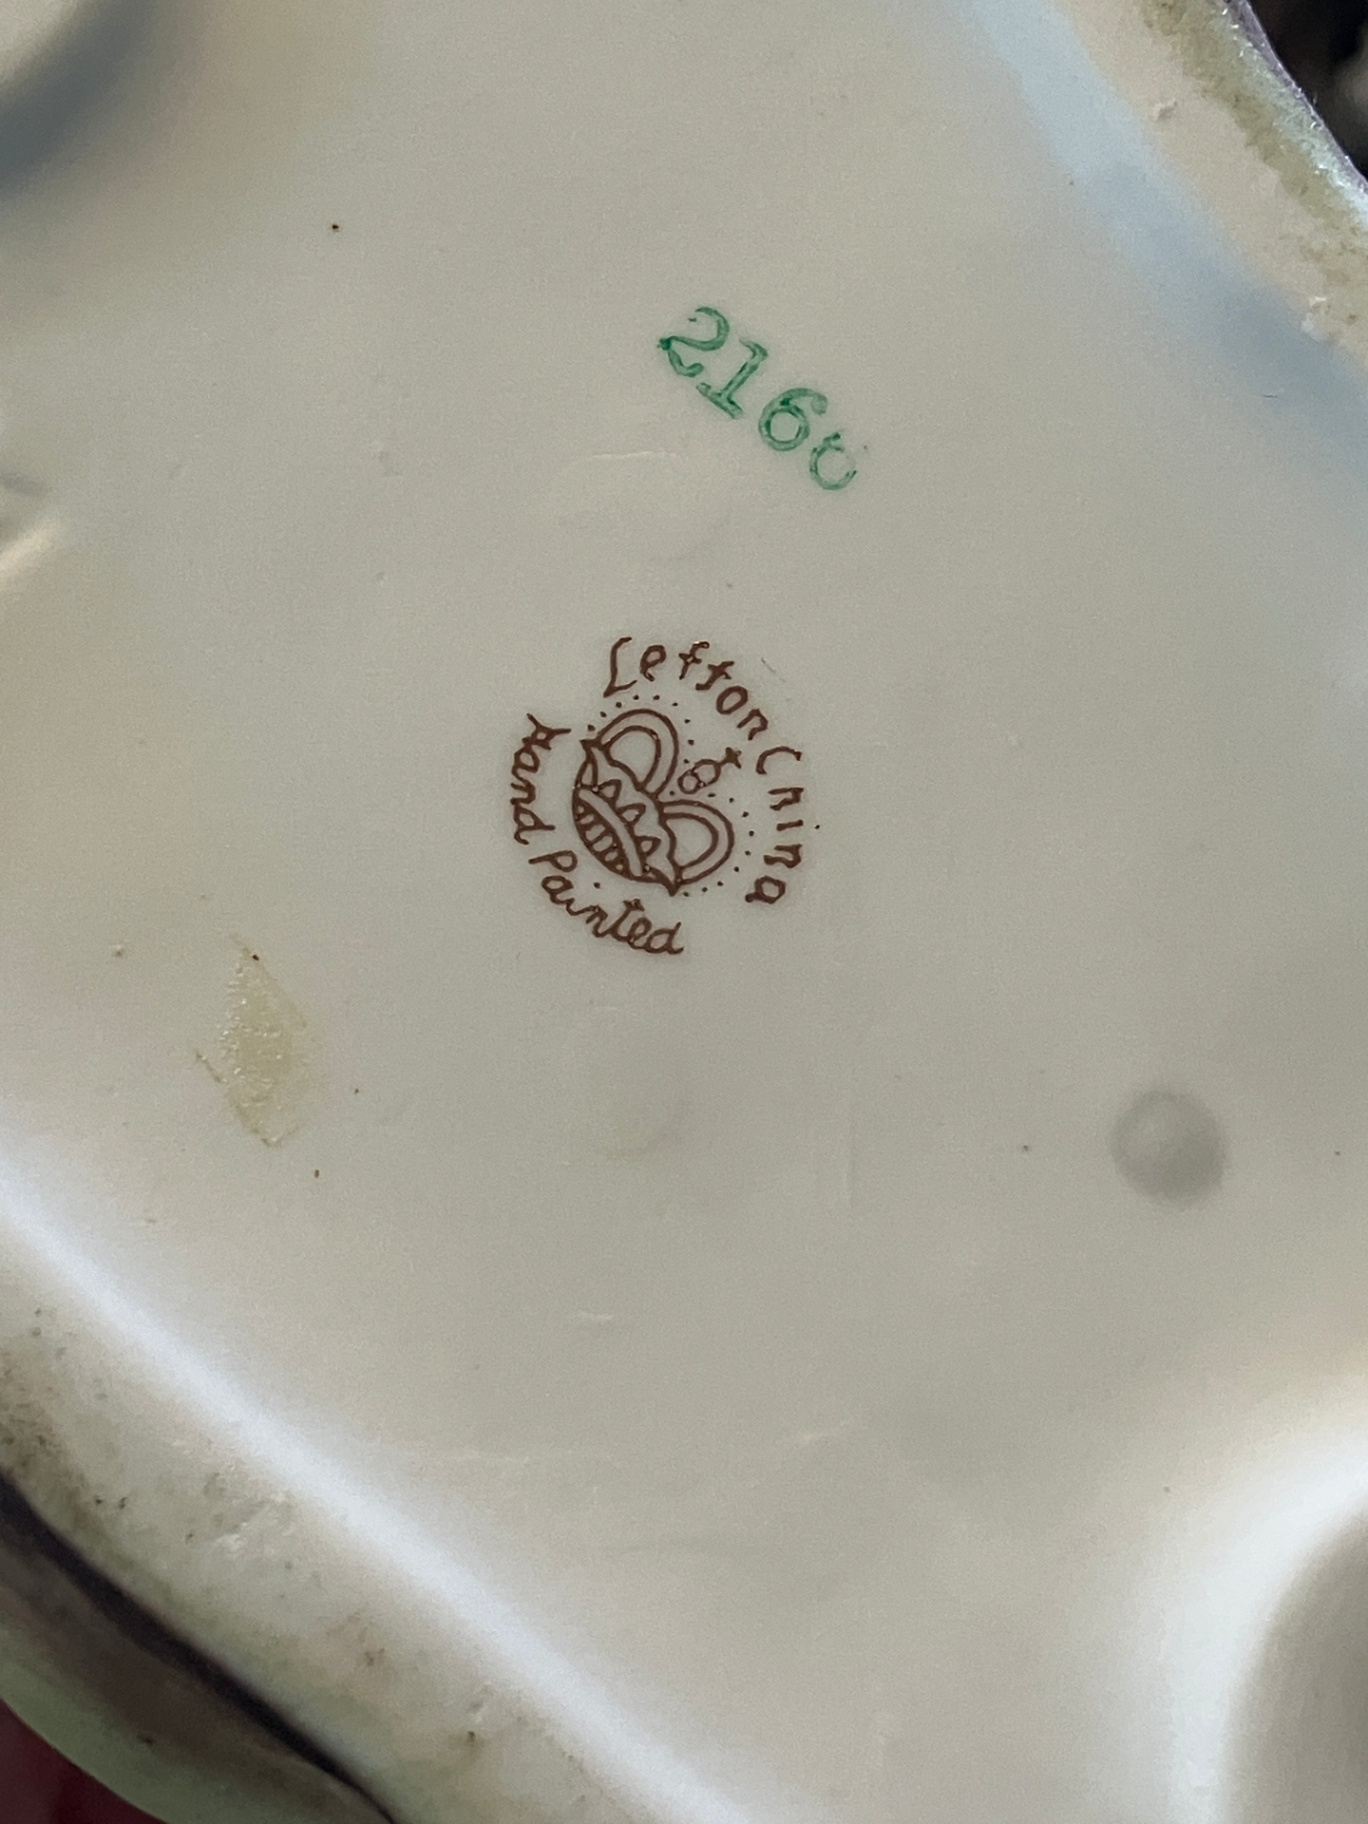 2160
Lefton China
Hand Painted